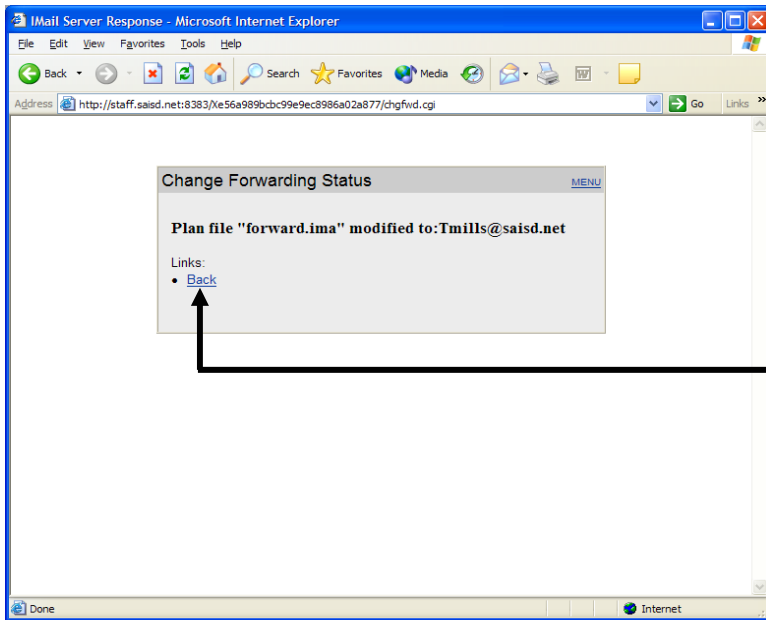 IMail Server Response - Microsoft Internet Explorer
File Edit View Favorites Tools Help
Back Search Favorites Media
Address http://staff.saisd.net:8383/Xe56a989bcbc99e9ec8986a02a877/chgfwd.cgi Go Links »
Change Forwarding Status MENU
Plan file "forward.ima" modified to:Tmills@saisd.net
Links:
• Back
Done Internet